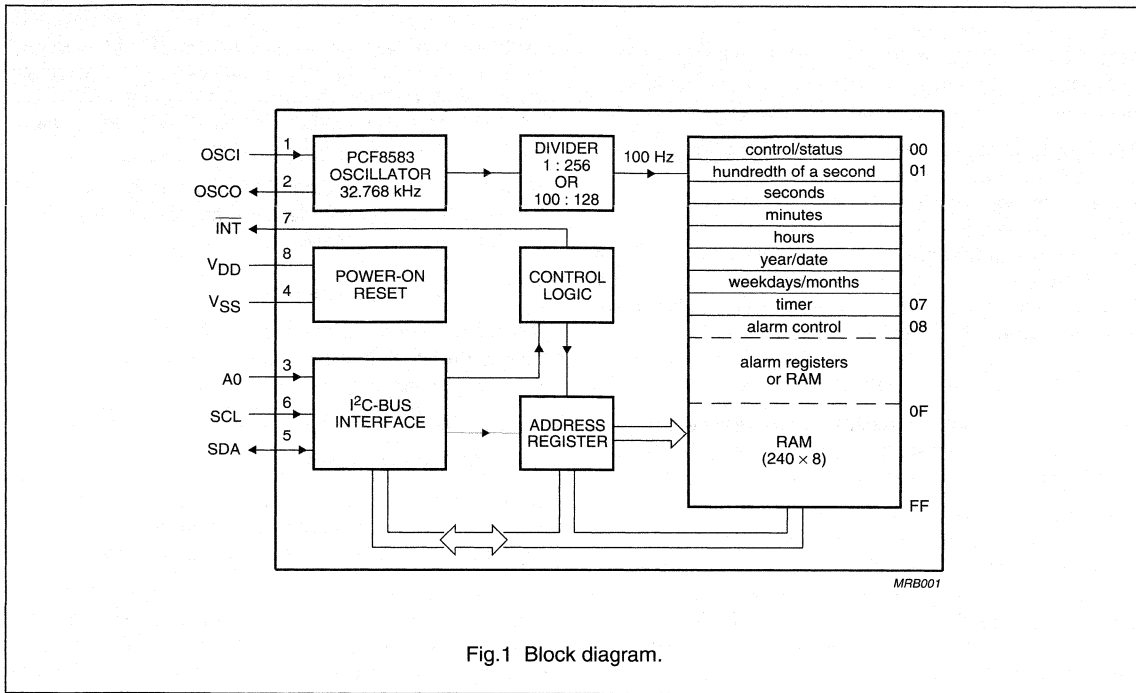 OSCI
1
OSCO
2
INT
7
VDD
8
VSS
4
A0
3
SCL
6
SDA
5
PCF8583
OSCILLATOR
32.768 kHz
DIVIDER
1 : 256
OR
100 : 128
100 Hz
POWER-ON
RESET
CONTROL
LOGIC
I²C-BUS
INTERFACE
ADDRESS
REGISTER
control/status 00
hundredth of a second 01
seconds
minutes
hours
year/date
weekdays/months
timer 07
alarm control 08
alarm registers
or RAM
0F
RAM
(240 × 8)
FF
MRB001
Fig.1 Block diagram.